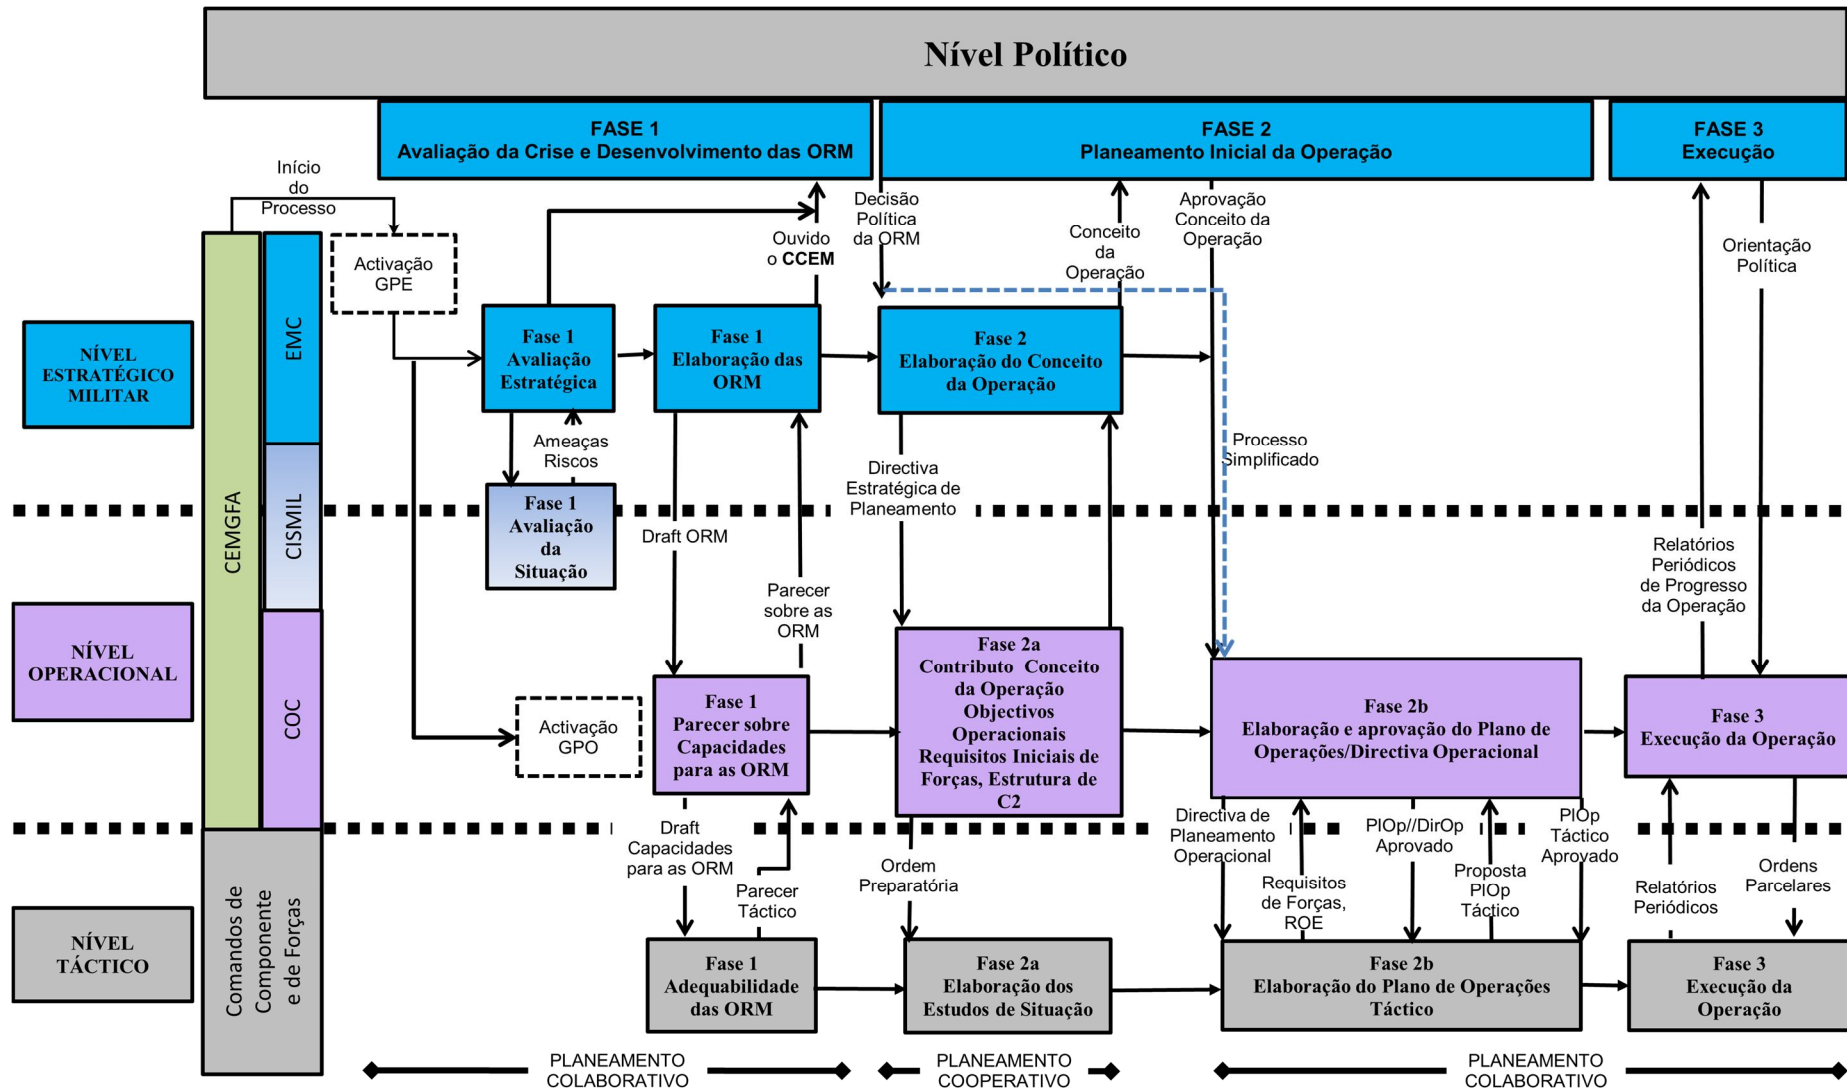 Nível Político
FASE 1
Avaliação da Crise e Desenvolvimento das ORM
FASE 2
Planeamento Inicial da Operação
FASE 3
Execução
Início
do
Processo
Activação
GPE
Ouvido
o CCEM
Decisão
Política
da ORM
Conceito
da
Operação
Aprovação
Conceito da
Operação
Orientação
Política
NÍVEL
ESTRATÉGICO
MILITAR
CEMGFA
EMC
CISMIL
COC
Fase 1
Avaliação
Estratégica
Fase 1
Elaboração das
ORM
Fase 2
Elaboração do Conceito
da Operação
Ameaças
Riscos
Fase 1
Avaliação
da
Situação
Draft ORM
Parecer
sobre as
ORM
Directiva
Estratégica de
Planeamento
Processo
Simplificado
Relatórios
Periódicos
de Progresso
da Operação
NÍVEL
OPERACIONAL
Activação
GPO
Fase 1
Parecer sobre
Capacidades
para as ORM
Fase 2a
Contributo Conceito
da Operação
Objectivos
Operacionais
Requisitos Iniciais de
Forças, Estrutura de
C2
Fase 2b
Elaboração e aprovação do Plano de
Operações/Directiva Operacional
Fase 3
Execução da Operação
Draft
Capacidades
para as ORM
Parecer
Táctico
Ordem
Preparatória
Directiva de
Planeamento
Operacional
Requisitos
de Forças,
ROE
PlOp//DirOp
Aprovado
Proposta
PlOp
Táctico
PlOp
Táctico
Aprovado
Relatórios
Periódicos
Ordens
Parcelares
NÍVEL
TÁCTICO
Comandos de
Componente
e de Forças
Fase 1
Adequabilidade
das ORM
Fase 2a
Elaboração dos
Estudos de Situação
Fase 2b
Elaboração do Plano de Operações
Táctico
Fase 3
Execução da
Operação
PLANEAMENTO
COLABORATIVO
PLANEAMENTO
COOPERATIVO
PLANEAMENTO
COLABORATIVO